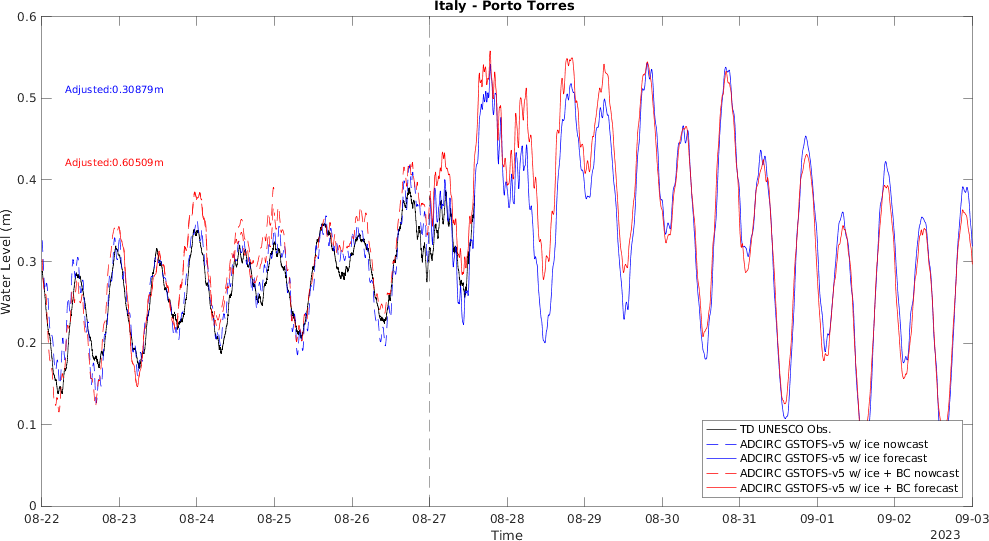 Italy - Porto Torres
0.6
0.5
0.4
0.3
0.2
0.1
0
Water Level (m)
Adjusted:0.30879m
Adjusted:0.60509m
TD UNESCO Obs.
ADCIRC GSTOFS-v5 w/ ice nowcast
ADCIRC GSTOFS-v5 w/ ice forecast
ADCIRC GSTOFS-v5 w/ ice + BC nowcast
ADCIRC GSTOFS-v5 w/ ice + BC forecast
08-22 08-23 08-24 08-25 08-26 08-27 08-28 08-29 08-30 08-31 09-01 09-02 09-03
Time
2023